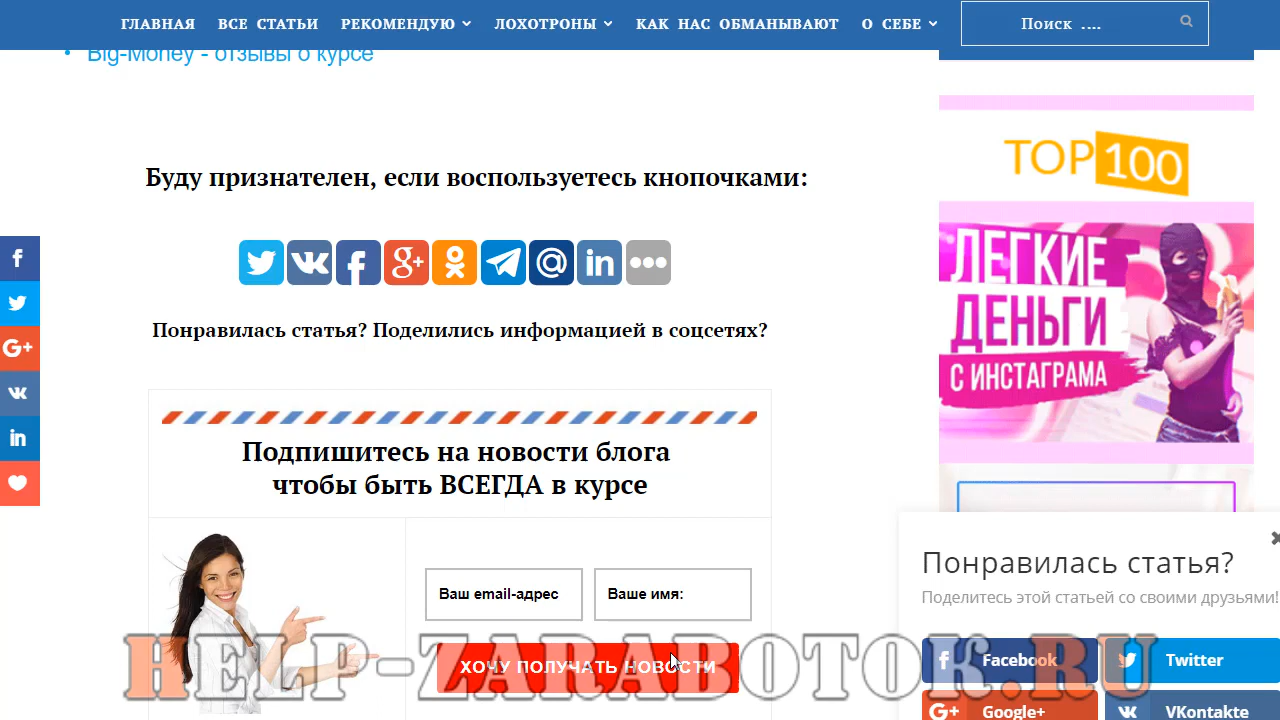 ГЛАВНАЯ ВСЕ СТАТЬИ РЕКОМЕНДУЮ ЛОХОТРОНЫ КАК НАС ОБМАНЫВАЮТ О СЕБЕ Поиск ....
Big-Money - отзывы о курсе
TOP100
Буду признателен, если воспользуетесь кнопочками:
ЛЕГКИЕ
ДЕНЬГИ
С ИНСТАГРАМА
Понравилась статья? Поделились информацией в соцсетях?
Подпишитесь на новости блога
чтобы быть ВСЕГДА в курсе
Ваш email-адрес Ваше имя:
ХОЧУ ПОЛУЧАТЬ НОВОСТИ
Понравилась статья?
Поделитесь этой статьей со своими друзьями!
Facebook Twitter
Google+ VKontakte
HELP-ZARABOTOK.RU